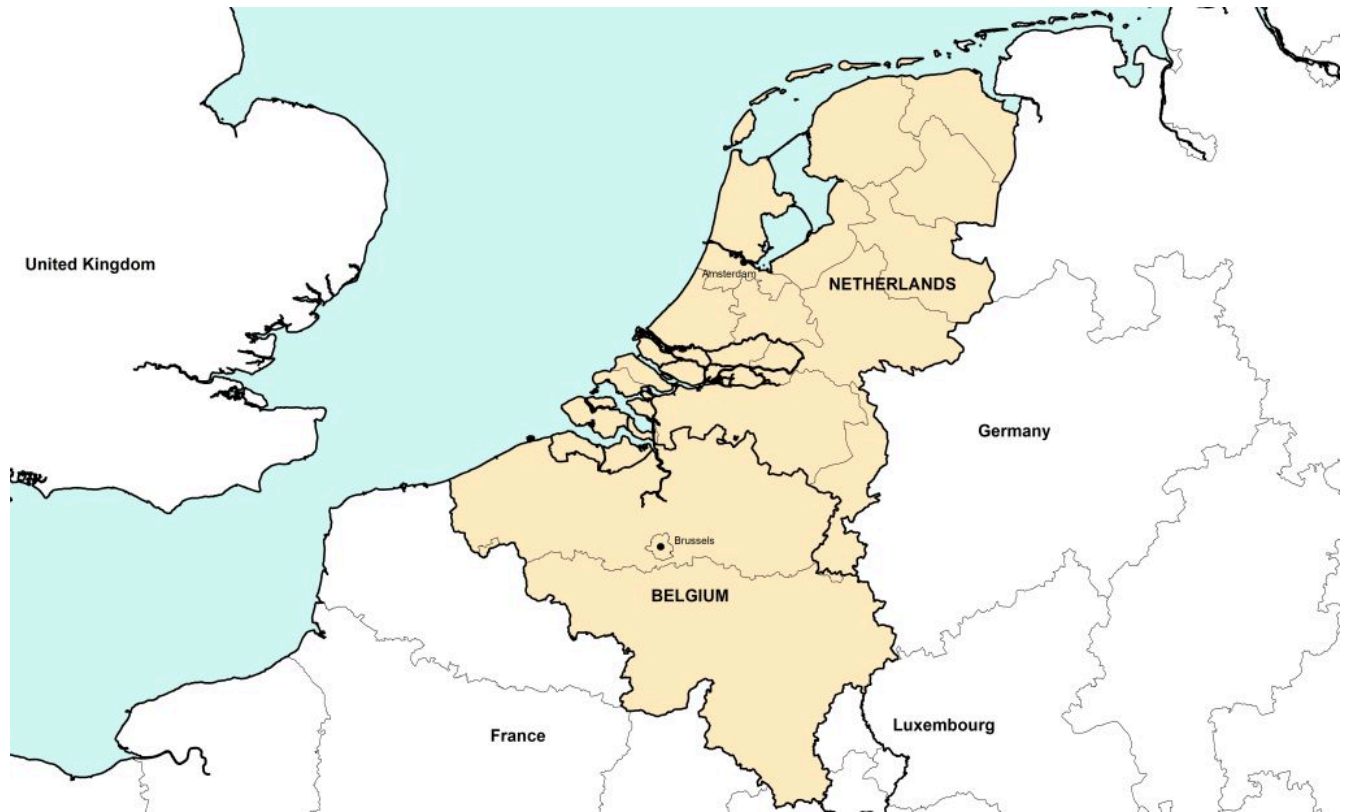 United Kingdom
Amsterdam
NETHERLANDS
Germany
Brussels
BELGIUM
France
Luxembourg